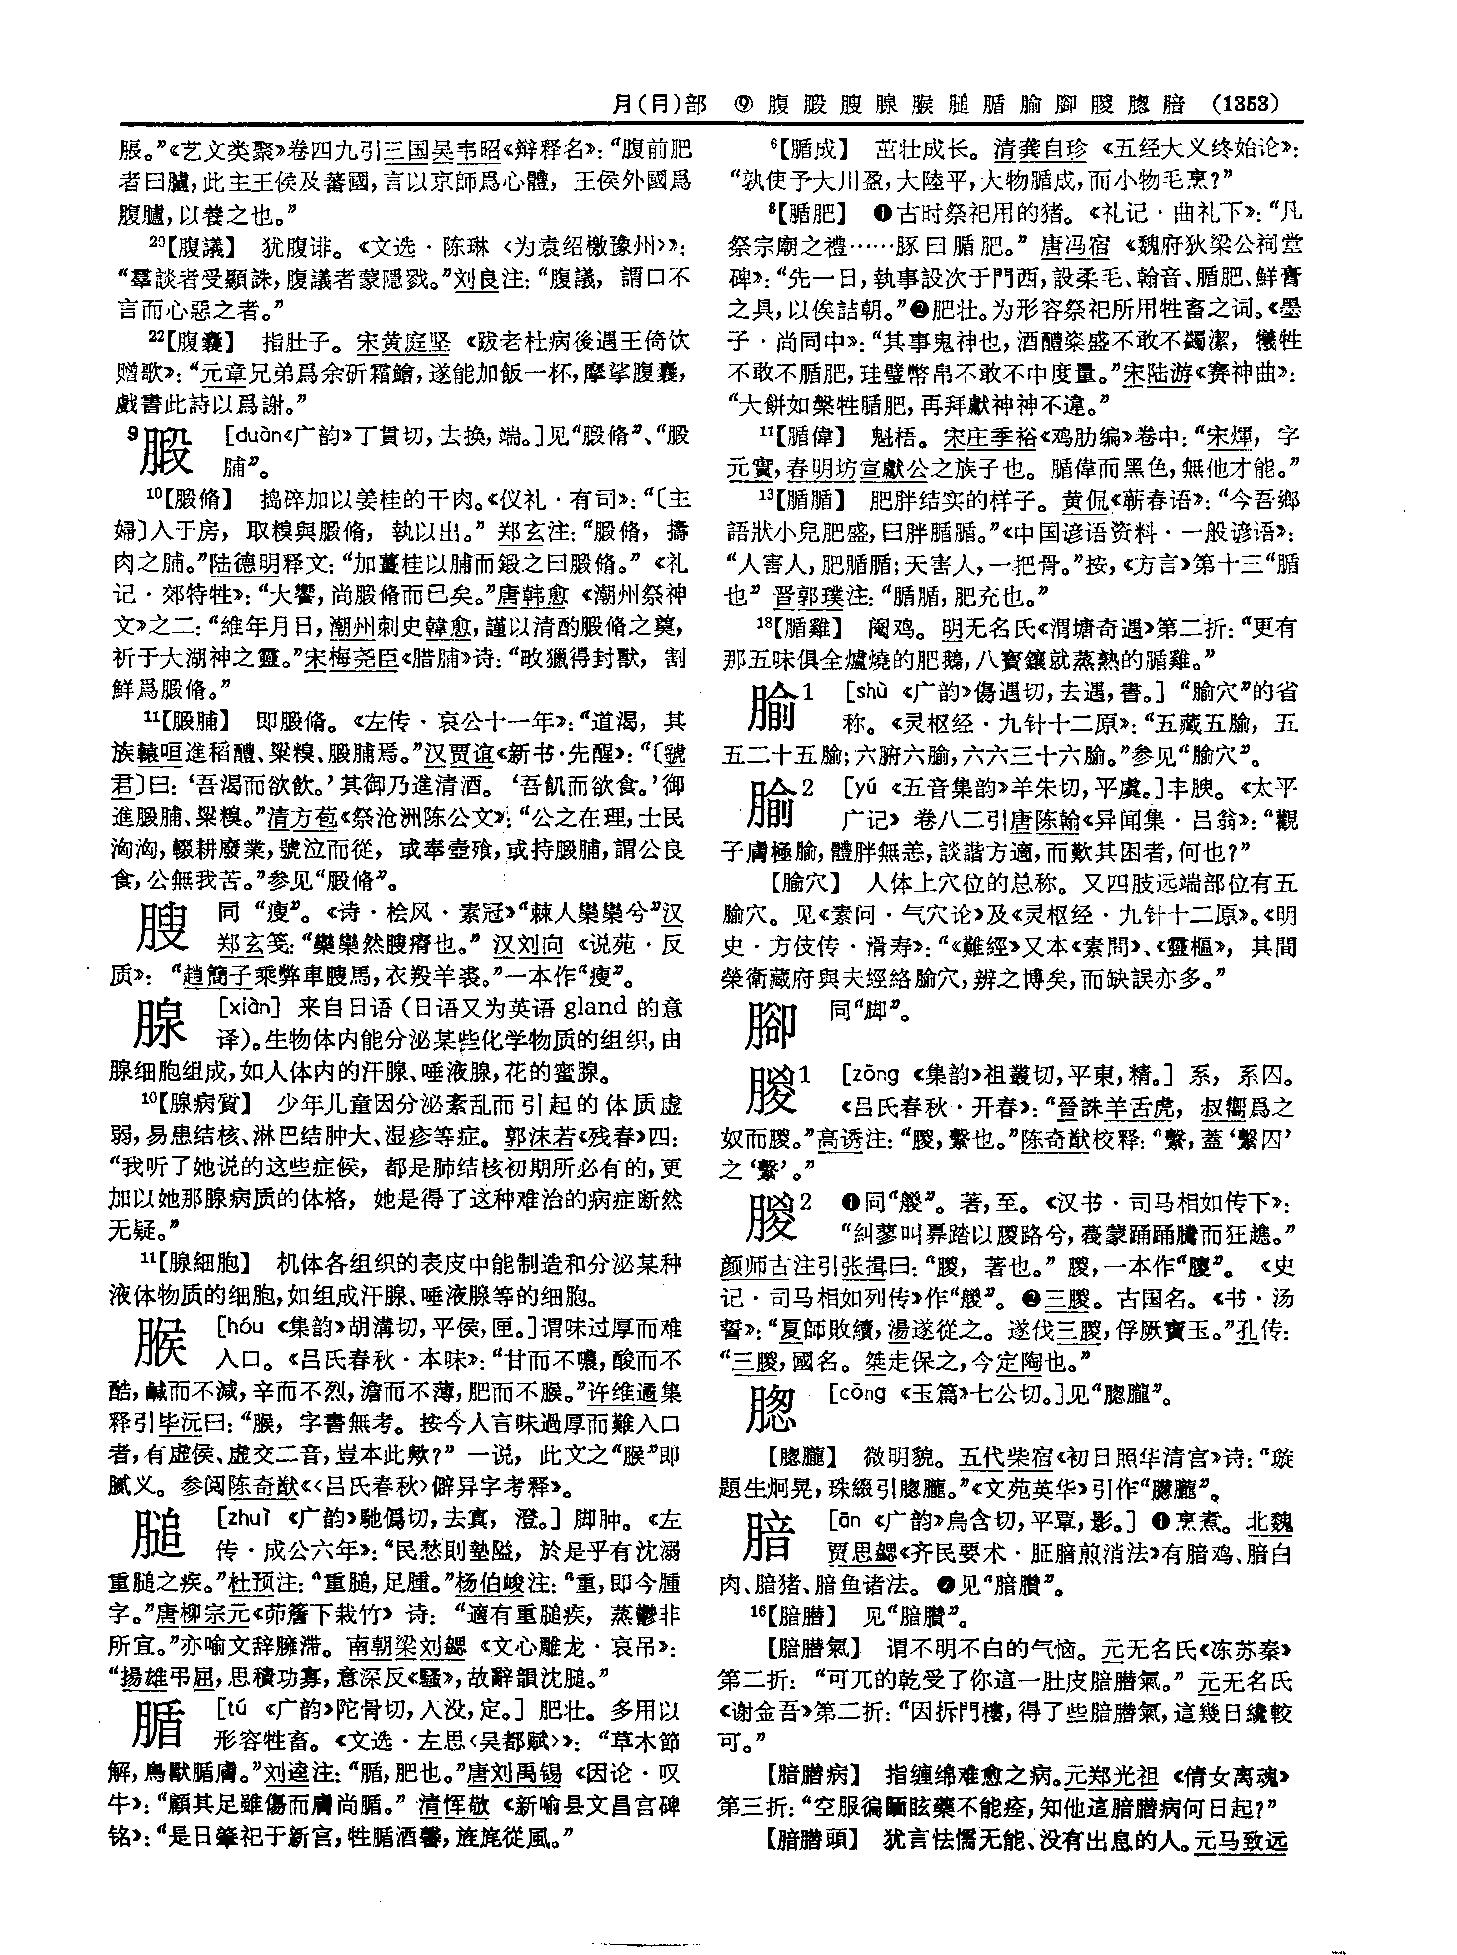 月(⺼)部 ⑨ 腹腶膄腺腞膇腯腧腳朡朡腤 (1353)
脹。”《艺文类聚》卷四九引三国吴韦昭《辩释名》：“腹前肥
者曰臚，此主王侯及蕃國，言以京師爲心體，王侯外國爲
腹臚，以養之也。”
²⁰【腹議】 犹腹诽。《文选·陈琳〈为袁绍檄豫州〉》：
“羣談者受顯誅，腹議者蒙隱戮。”刘良注：“腹議，謂口不
言而心惡之者。”
²²【腹囊】 指肚子。宋黄庭坚《跋老杜病後遇王倚饮
赠歌》：“元章兄弟爲余斫霜鱠，遂能加飯一杯，摩挲腹囊，
戲書此詩以爲謝。”
⁹腶 [duàn《广韵》丁貫切，去换，端。]见“腶脩”、“腶
脯”。
¹⁰【腶脩】 捣碎加以姜桂的干肉。《仪礼·有司》：“〔主
婦〕入于房，取糗與腶脩，執以出。”郑玄注：“腶脩，擣
肉之脯。”陆德明释文：“加薑桂以脯而鍛之曰腶脩。”《礼
记·郊特牲》：“大饗，尚腶脩而已矣。”唐韩愈《潮州祭神
文》之二：“維年月日，潮州刺史韓愈，謹以清酌腶脩之奠，
祈于大湖神之靈。”宋梅尧臣《腊脯》诗：“畋獵得封獸，割
鮮爲腶脩。”
¹¹【腶脯】 即腶脩。《左传·哀公十一年》：“道渴，其
族轅咺進稻醴、粱糗、腶脯焉。”汉贾谊《新书·先醒》：“〔虢
君〕曰：‘吾渴而欲飲。’其御乃進清酒。‘吾飢而欲食。’御
進腶脯、粱糗。”清方苞《祭沧洲陈公文》：“公之在理，士民
洶洶，輟耕廢業，號泣而從，或奉壺飱，或持腶脯，謂公良
食，公無我苦。”参见“腶脩”。
膄 同“瘦”。《诗·桧风·素冠》“棘人欒欒兮”汉
郑玄笺：“欒欒然膄瘠也。”汉刘向《说苑·反
质》：“趙簡子乘弊車膄馬，衣羖羊裘。”一本作“瘦”。
腺 [xiàn] 来自日语（日语又为英语gland的意
译）。生物体内能分泌某些化学物质的组织，由
腺细胞组成，如人体内的汗腺、唾液腺，花的蜜腺。
¹⁰【腺病質】 少年儿童因分泌紊乱而引起的体质虚
弱，易患结核、淋巴结肿大、湿疹等症。郭沫若《残春》四：
“我听了她说的这些症候，都是肺结核初期所必有的，更
加以她那腺病质的体格，她是得了这种难治的病症断然
无疑。”
¹¹【腺細胞】 机体各组织的表皮中能制造和分泌某种
液体物质的细胞，如组成汗腺、唾液腺等的细胞。
䐧 [hóu《集韵》胡溝切，平侯，匣。]谓味过厚而难
入口。《吕氏春秋·本味》：“甘而不噥，酸而不
酷，鹹而不減，辛而不烈，澹而不薄，肥而不䐧。”许维遹集
释引毕沅曰：“䐧，字書無考。按今人言味過厚而難入口
者，有虛侯、虛交二音，豈本此歟？”一说，此文之“䐧”即
腻义。参阅陈奇猷《〈吕氏春秋〉僻异字考释》。
膇 [zhuì《广韵》馳僞切，去寘，澄。]脚肿。《左
传·成公六年》：“民愁則墊隘，於是乎有沈溺
重膇之疾。”杜预注：“重膇，足腫。”杨伯峻注：“重，即今腫
字。”唐柳宗元《茆簷下栽竹》诗：“適有重膇疾，蒸鬱非
所宜。”亦喻文辞臃滞。南朝梁刘勰《文心雕龙·哀吊》：
“揚雄弔屈，思積功寡，意深反《騷》，故辭韻沈膇。”
腯 [tú《广韵》陀骨切，入没，定。]肥壮。多用以
形容牲畜。《文选·左思〈吴都赋〉》：“草木節
解，鳥獸腯膚。”刘逵注：“腯，肥也。”唐刘禹锡《因论·叹
牛》：“顧其足雖傷而膚尚腯。”清恽敬《新喻县文昌宫碑
铭》：“是日肇祀于新宫，牲腯酒馨，旌旄從風。”
⁶【腯成】 茁壮成长。清龚自珍《五经大义终始论》：
“孰使予大川盈，大陸平，大物腯成，而小物毛烹？”
⁸【腯肥】 ❶古时祭祀用的猪。《礼记·曲礼下》：“凡
祭宗廟之禮……豚曰腯肥。”唐冯宿《魏府狄梁公祠堂
碑》：“先一日，執事設次于門西，設柔毛、翰音、腯肥、鮮膏
之具，以俟詰朝。”❷肥壮。为形容祭祀所用牲畜之词。《墨
子·尚同中》：“其事鬼神也，酒醴粢盛不敢不蠲潔，犧牲
不敢不腯肥，珪璧幣帛不敢不中度量。”宋陆游《赛神曲》：
“大餅如槃牲腯肥，再拜獻神神不違。”
¹¹【腯偉】 魁梧。宋庄季裕《鸡肋编》卷中：“宋煇，字
元實，春明坊宣獻公之族子也。腯偉而黑色，無他才能。”
¹³【腯腯】 肥胖结实的样子。黄侃《蕲春语》：“今吾鄉
語狀小兒肥盛，曰胖腯腯。”《中国谚语资料·一般谚语》：
“人害人，肥腯腯；天害人，一把骨。”按，《方言》第十三“腯
也”晋郭璞注：“腯腯，肥充也。”
¹⁸【腯雞】 阉鸡。明无名氏《渭塘奇遇》第二折：“更有
那五味俱全爐燒的肥鵝，八寳鑲就蒸熟的腯雞。”
腧¹ [shù《广韵》傷遇切，去遇，書。]“腧穴”的省
称。《灵枢经·九针十二原》：“五藏五腧，五
五二十五腧；六腑六腧，六六三十六腧。”参见“腧穴”。
腧² [yú《五音集韵》羊朱切，平虞。]丰腴。《太平
广记》卷八二引唐陈翰《异闻集·吕翁》：“觀
子膚極腧，體胖無恙，談諧方適，而歎其困者，何也？”
【腧穴】 人体上穴位的总称。又四肢远端部位有五
腧穴。见《素问·气穴论》及《灵枢经·九针十二原》。《明
史·方伎传·滑寿》：“《難經》又本《素問》、《靈樞》，其間
榮衛藏府與夫經絡腧穴，辨之博矣，而缺誤亦多。”
腳 同“脚”。
朡¹ [zōng《集韵》祖叢切，平東，精。]系，系囚。
《吕氏春秋·开春》：“晉誅羊舌虎，叔嚮爲之
奴而朡。”高诱注：“朡，繫也。”陈奇猷校释：“繫，蓋‘繫囚’
之‘繫’。”
朡² ❶同“艐”。著，至。《汉书·司马相如传下》：
“糾蓼叫奡踏以朡路兮，薎蒙踊踊騰而狂趭。”
颜师古注引张揖曰：“朡，著也。”朡，一本作“腹”。《史
记·司马相如列传》作“艐”。❷三朡。古国名。《书·汤
誓》：“夏師敗績，湯遂從之。遂伐三朡，俘厥寳玉。”孔传：
“三朡，國名。桀走保之，今定陶也。”
䐋 [cōng《玉篇》七公切。]见“䐋朧”。
【䐋朧】 微明貌。五代柴宿《初日照华清宫》诗：“璇
題生炯晃，珠綴引䐋朧。”《文苑英华》引作“朦朧”。
腤 [ān《广韵》烏含切，平覃，影。]❶烹煮。北魏
贾思勰《齐民要术·脏腤煎消法》有腤鸡、腤白
肉、腤猪、腤鱼诸法。❷见“腤臢”。
¹⁶【腤臜】 见“腤臢”。
【腤臜氣】 谓不明不白的气恼。元无名氏《冻苏秦》
第二折：“可兀的乾受了你這一肚皮腤臜氣。”元无名氏
《谢金吾》第二折：“因拆門樓，得了些腤臜氣，這幾日纔較
可。”
【腤臜病】 指缠绵难愈之病。元郑光祖《倩女离魂》
第三折：“空服徧瞑眩藥不能痊，知他這腤臜病何日起？”
【腤臜頭】 犹言怯懦无能、没有出息的人。元马致远